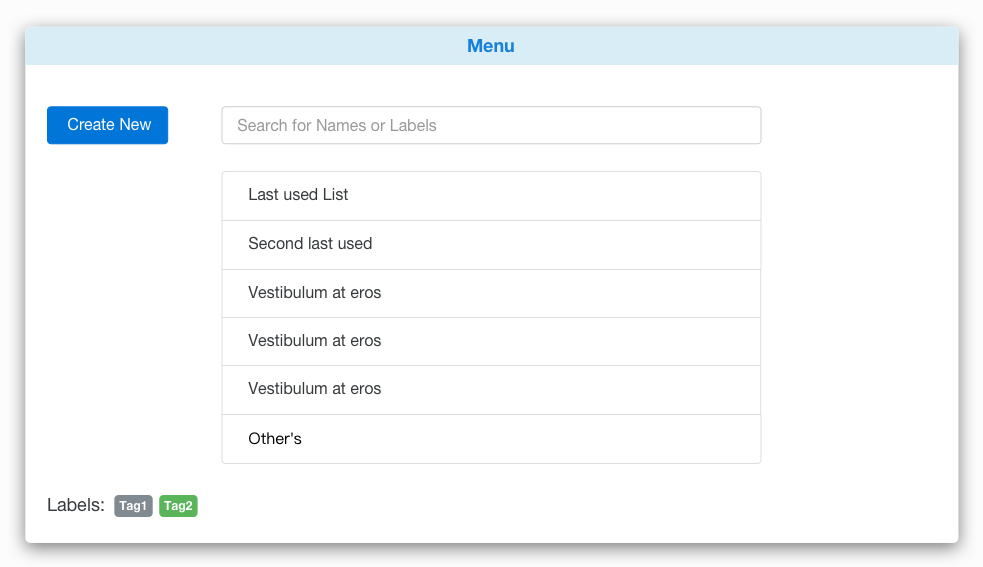 Menu
Create New
Search for Names or Labels
Last used List
Second last used
Vestibulum at eros
Vestibulum at eros
Vestibulum at eros
Other's
Labels: Tag1 Tag2